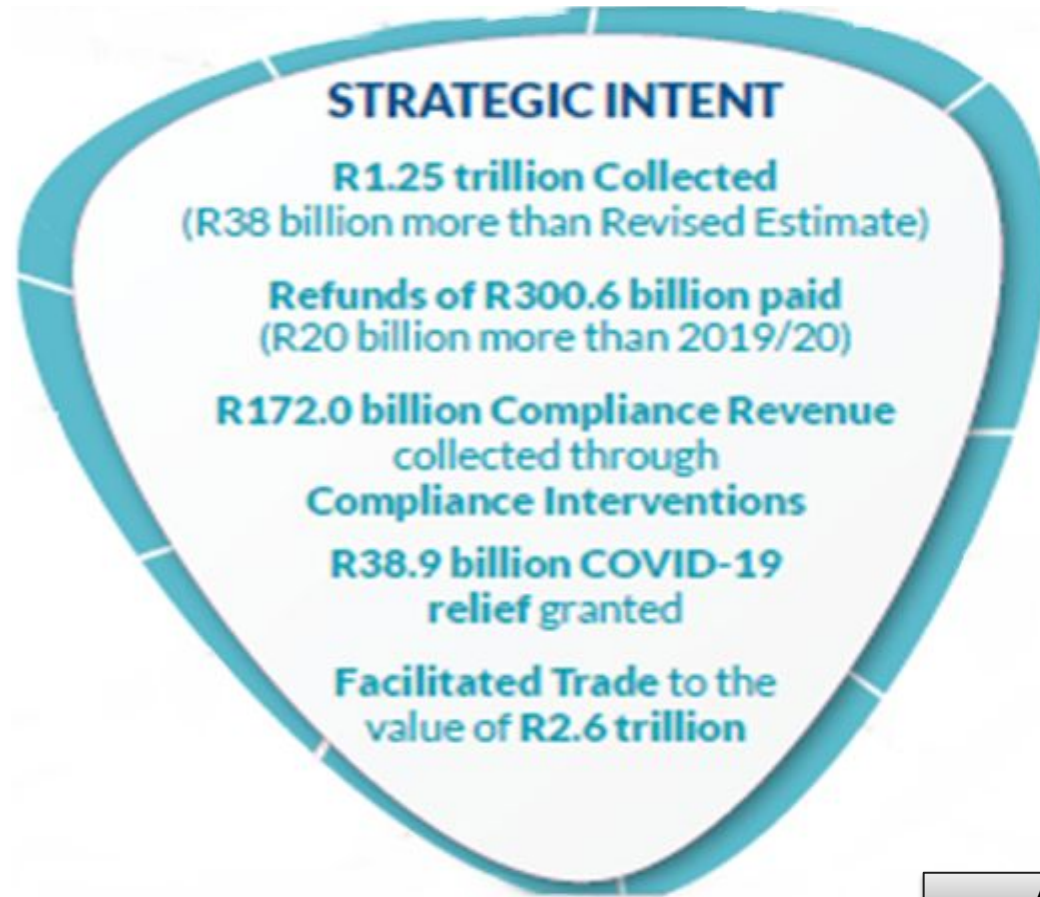 STRATEGIC INTENT
R1.25 trillion Collected
(R38 billion more than Revised Estimate)
Refunds of R300.6 billion paid
(R20 billion more than 2019/20)
R172.0 billion Compliance Revenue
collected through
Compliance Interventions
R38.9 billion COVID-19
relief granted
Facilitated Trade to the
value of R2.6 trillion